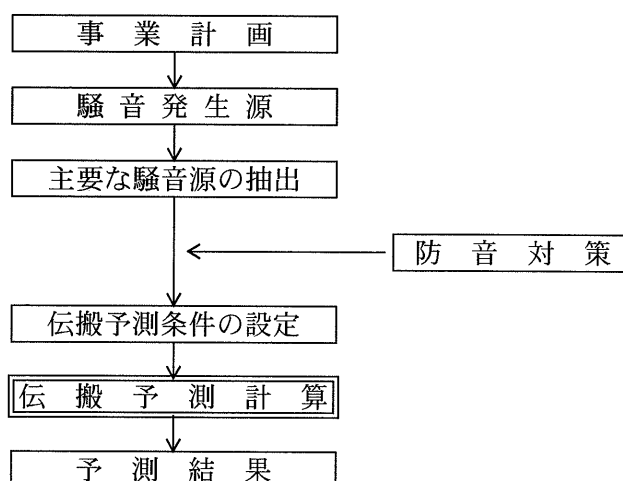 事業計画
騒音発生源
主要な騒音源の抽出
防音対策
伝搬予測条件の設定
伝搬予測計算
予測結果